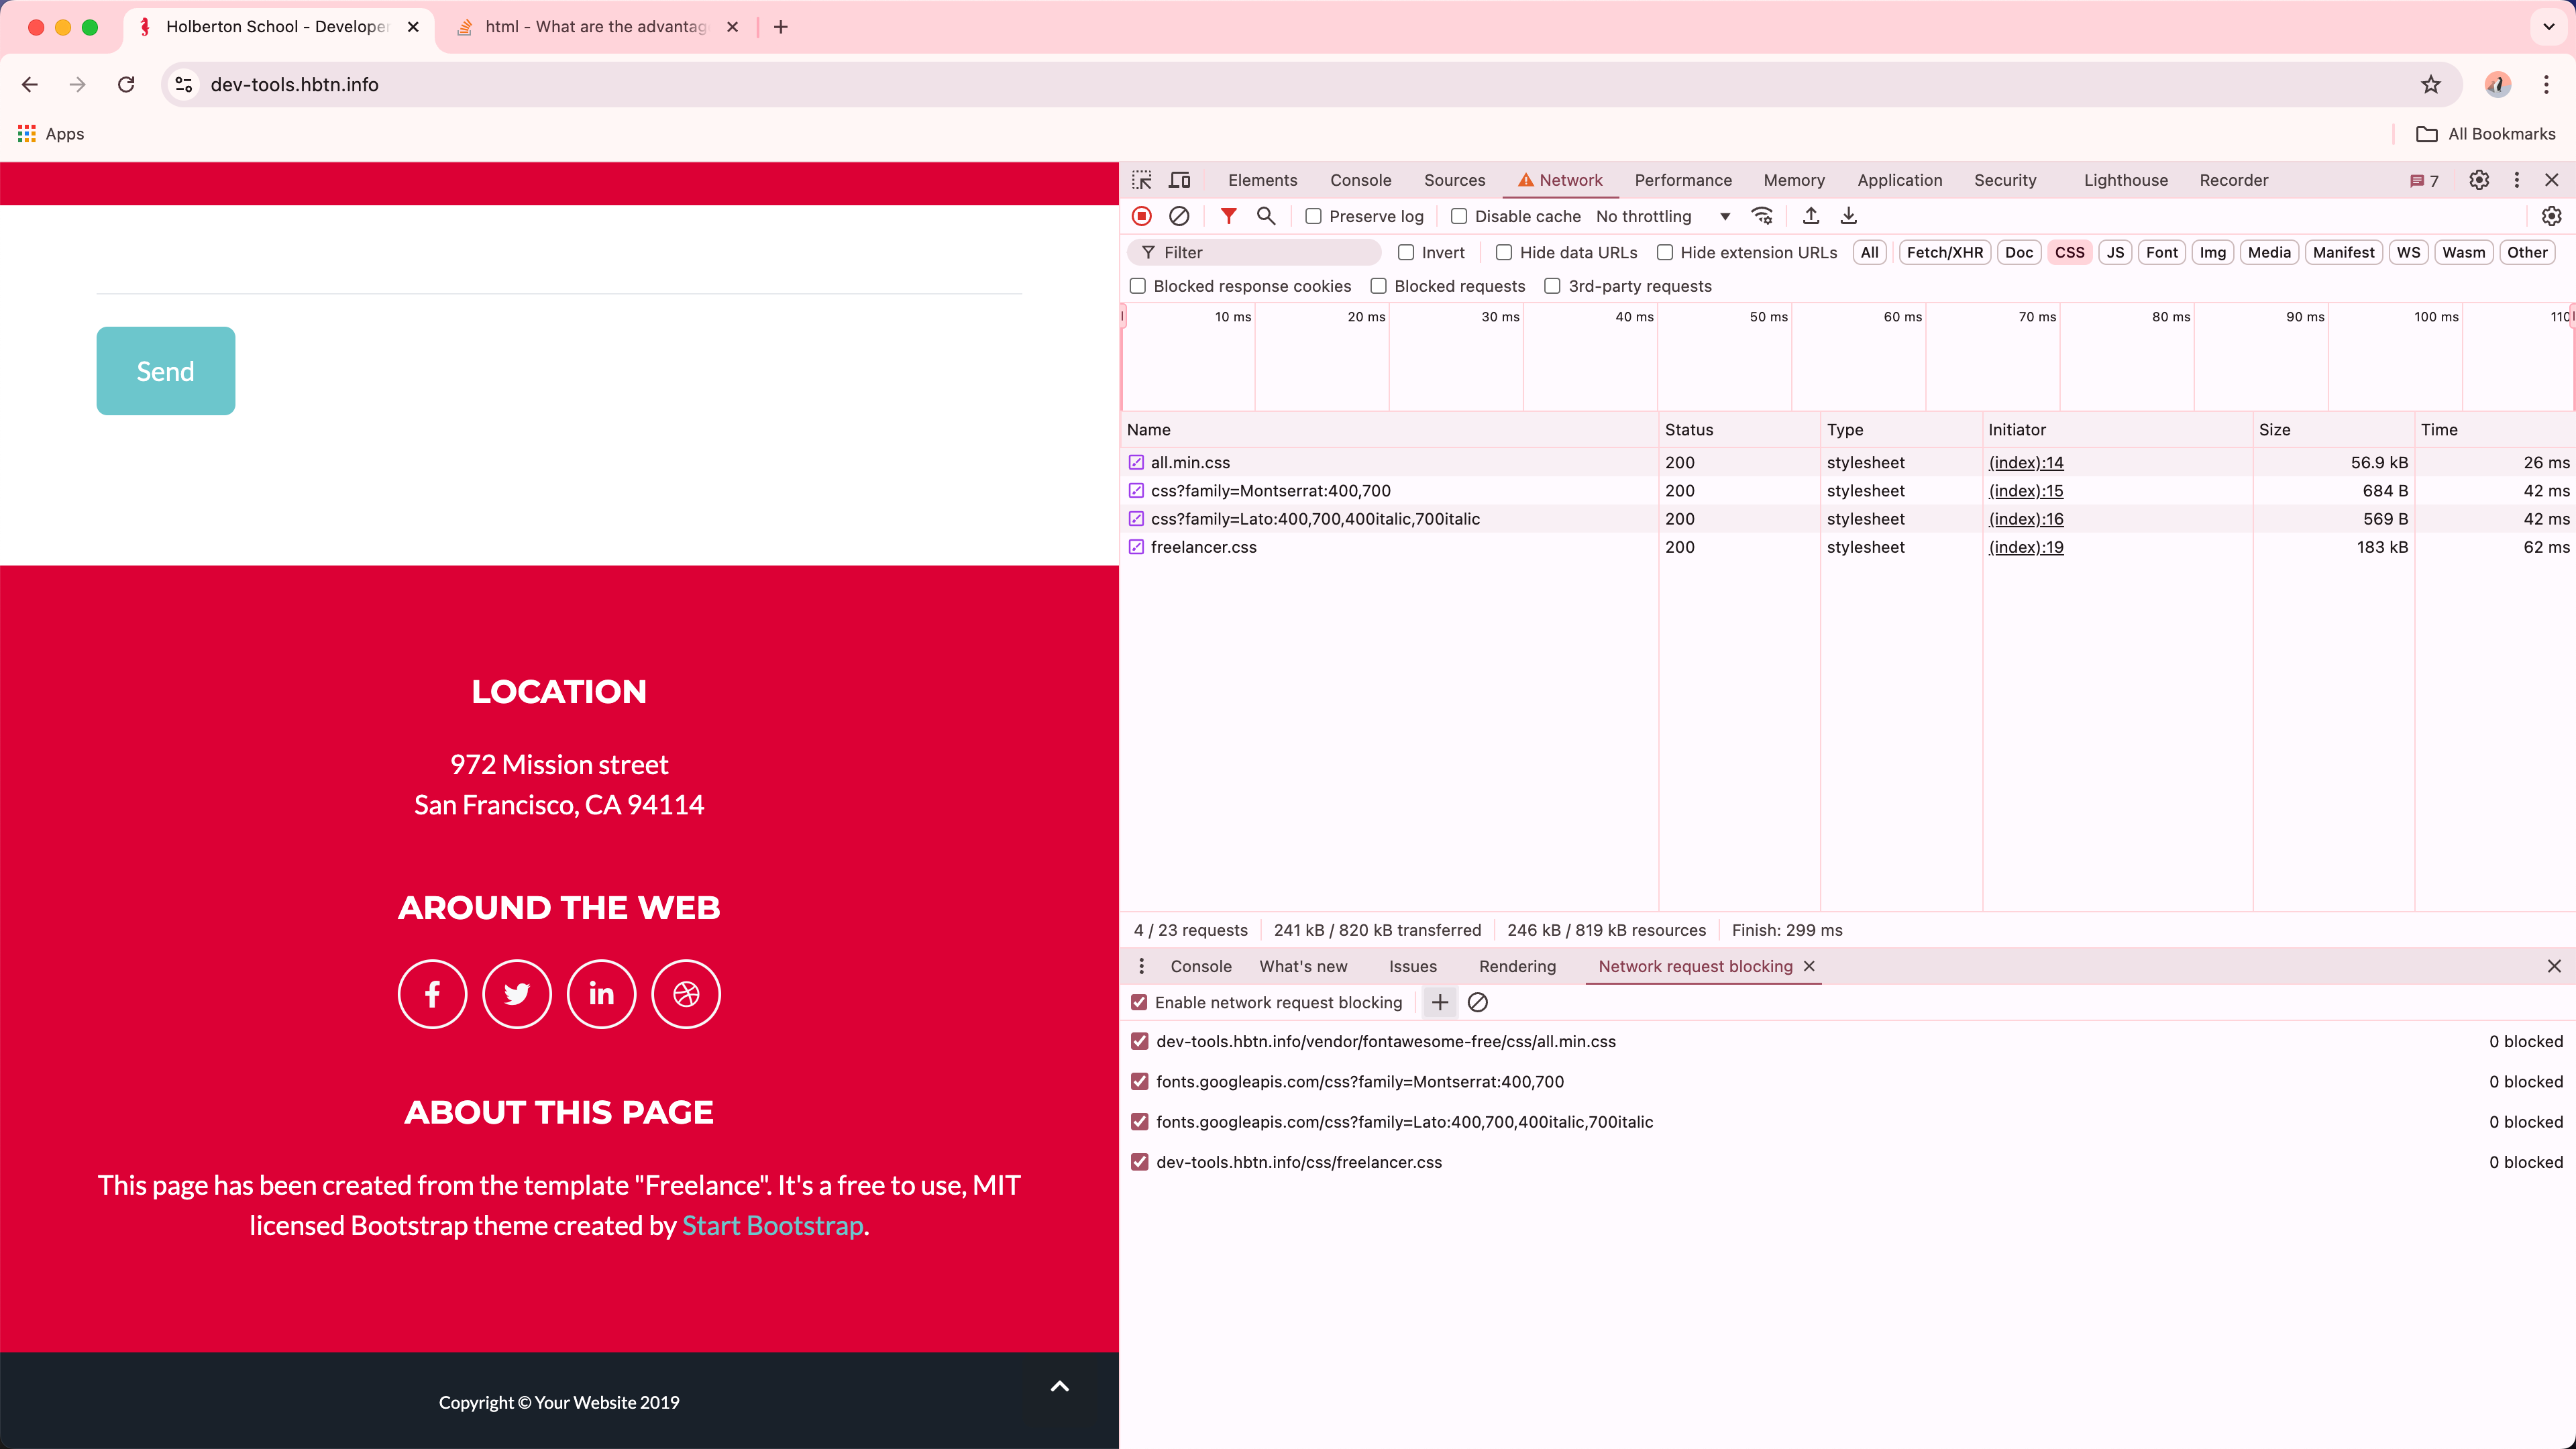 Holberton School - Developer
html - What are the advantag
dev-tools.hbtn.info
Apps
All Bookmarks
Elements Console Sources Network Performance Memory Application Security Lighthouse Recorder 7
Preserve log Disable cache No throttling
Filter Invert Hide data URLs Hide extension URLs All Fetch/XHR Doc CSS JS Font Img Media Manifest WS Wasm Other
Blocked response cookies Blocked requests 3rd-party requests
10 ms 20 ms 30 ms 40 ms 50 ms 60 ms 70 ms 80 ms 90 ms 100 ms 110
Name Status Type Initiator Size Time
all.min.css 200 stylesheet (index):14 56.9 kB 26 ms
css?family=Montserrat:400,700 200 stylesheet (index):15 684 B 42 ms
css?family=Lato:400,700,400italic,700italic 200 stylesheet (index):16 569 B 42 ms
freelancer.css 200 stylesheet (index):19 183 kB 62 ms
4 / 23 requests 241 kB / 820 kB transferred 246 kB / 819 kB resources Finish: 299 ms
Console What's new Issues Rendering Network request blocking
Enable network request blocking
dev-tools.hbtn.info/vendor/fontawesome-free/css/all.min.css 0 blocked
fonts.googleapis.com/css?family=Montserrat:400,700 0 blocked
fonts.googleapis.com/css?family=Lato:400,700,400italic,700italic 0 blocked
dev-tools.hbtn.info/css/freelancer.css 0 blocked
Send
LOCATION
972 Mission street
San Francisco, CA 94114
AROUND THE WEB
ABOUT THIS PAGE
This page has been created from the template "Freelance". It's a free to use, MIT
licensed Bootstrap theme created by Start Bootstrap.
Copyright © Your Website 2019